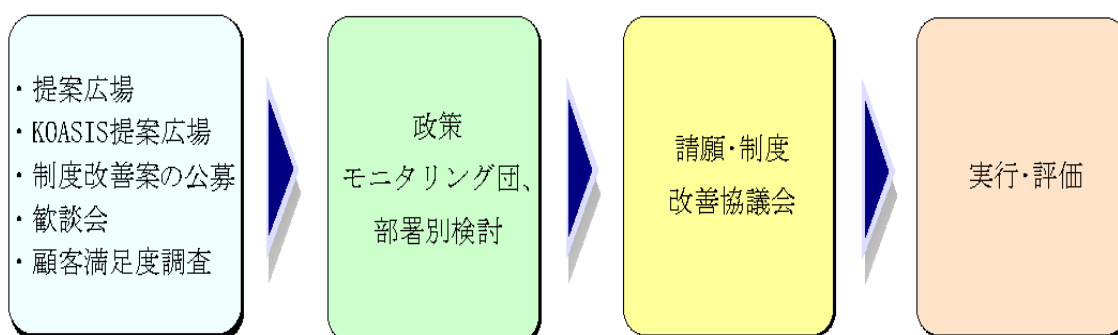 ・提案広場
・KOASIS提案広場
・制度改善案の公募
・歓談会
・顧客満足度調査
政策
モニタリング団、
部署別検討
請願・制度
改善協議会
実行・評価